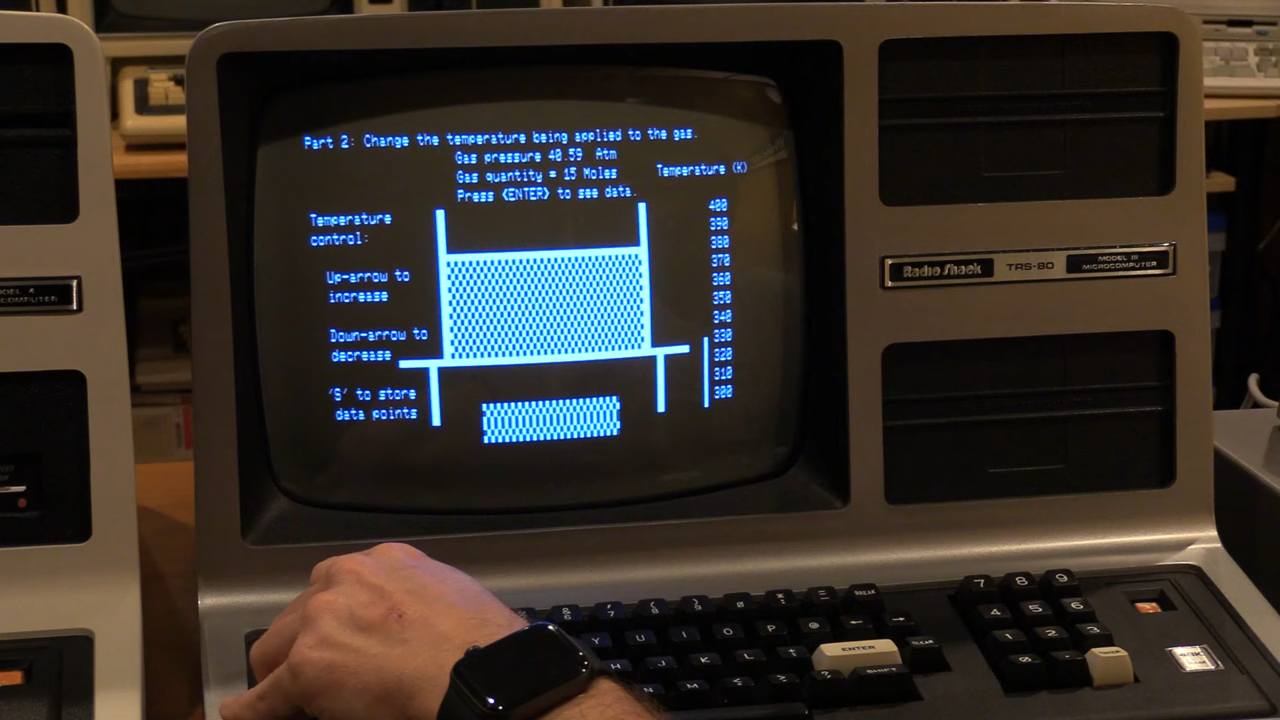 Part 2: Change the temperature being applied to the gas.
Gas pressure 40.59 Atm
Gas quantity = 15 Moles
Press <ENTER> to see data.
Temperature (K)
400
390
380
370
360
350
340
330
320
310
300
Temperature
control:
Up-arrow to
increase
Down-arrow to
decrease
'S' to store
data points
Radio Shack
TRS-80
MODEL III
MICROCOMPUTER
BREAK
Y U I O P @
CLEAR
J K L
ENTER
SHIFT
N M
7 8 9
4 5 6
1 2 3
0 .